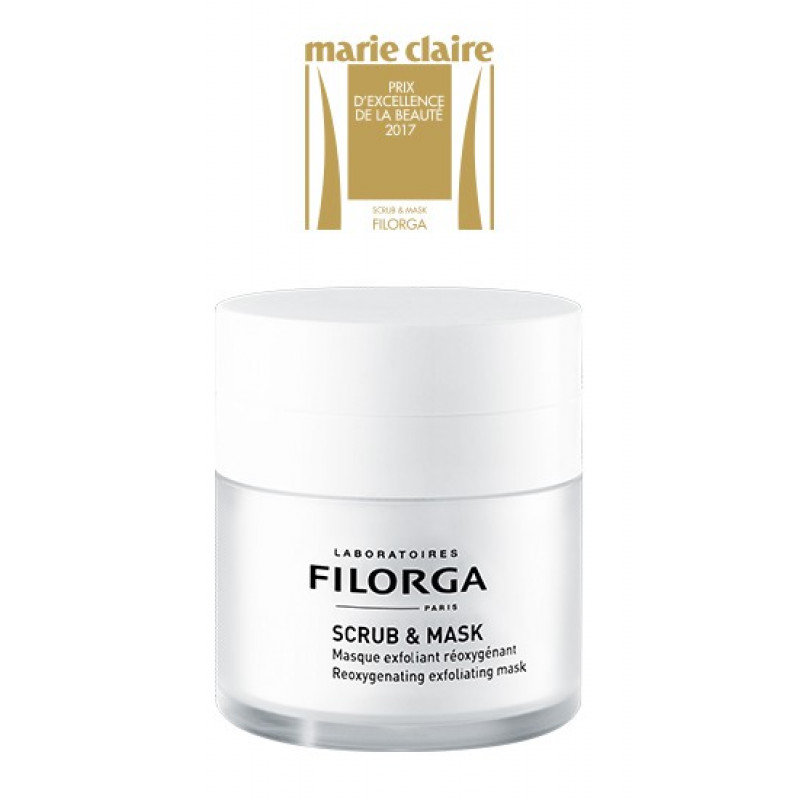 marie claire
PRIX
D'EXCELLENCE
DE LA BEAUTÉ
2017
SCRUB & MASK
FILORGA
LABORATOIRES
FILORGA
PARIS
SCRUB & MASK
Masque exfoliant réoxygénant
Reoxygenating exfoliating mask